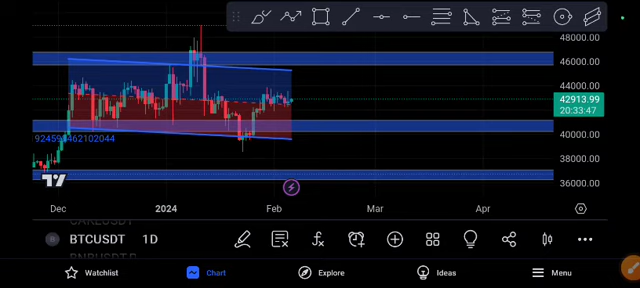 48000.00
46000.00
44000.00
42913.99
20:33:47
40000.00
38000.00
36000.00
Dec
2024
Feb
Mar
Apr
BTCUSDT 1D
Watchlist
Chart
Explore
Ideas
Menu